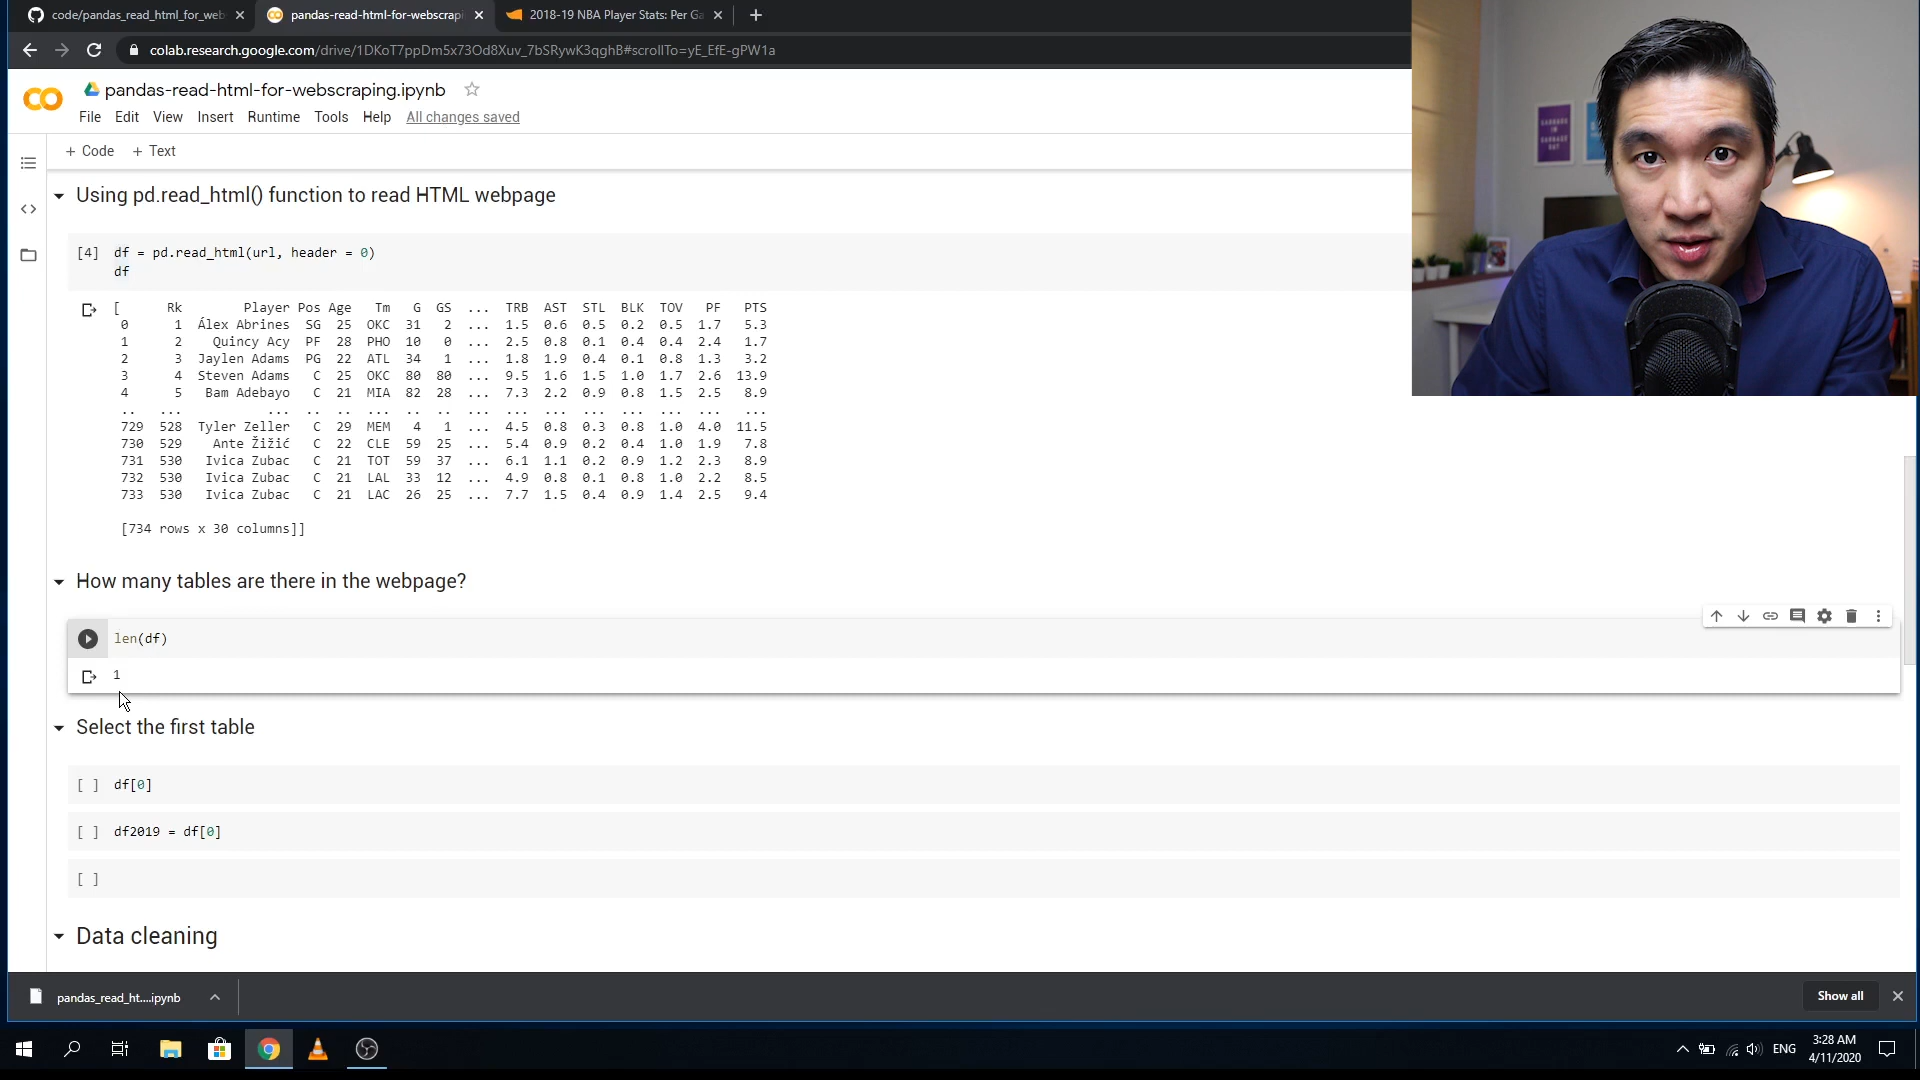 code/pandas_read_html_for_web
pandas-read-html-for-webscrapi
2018-19 NBA Player Stats: Per Ga
colab.research.google.com/drive/1DKoT7ppDm5x73Od8Xuv_7bSRywK3qghB#scrollTo=yE_EfE-gPW1a
pandas-read-html-for-webscraping.ipynb
File Edit View Insert Runtime Tools Help All changes saved
+ Code + Text
Using pd.read_html() function to read HTML webpage
[4] df = pd.read_html(url, header = 0)
df
[ Rk Player Pos Age Tm G GS ... TRB AST STL BLK TOV PF PTS
0 1 Álex Abrines SG 25 OKC 31 2 ... 1.5 0.6 0.5 0.2 0.5 1.7 5.3
1 2 Quincy Acy PF 28 PHO 10 0 ... 2.5 0.8 0.1 0.4 0.4 2.4 1.7
2 3 Jaylen Adams PG 22 ATL 34 1 ... 1.8 1.9 0.4 0.1 0.8 1.3 3.2
3 4 Steven Adams C 25 OKC 80 80 ... 9.5 1.6 1.5 1.0 1.7 2.6 13.9
4 5 Bam Adebayo C 21 MIA 82 28 ... 7.3 2.2 0.9 0.8 1.5 2.5 8.9
.. ... ... .. .. ... .. .. ... ... ... ... ... ... ... ...
729 528 Tyler Zeller C 29 MEM 4 1 ... 4.5 0.8 0.3 0.8 1.0 4.0 11.5
730 529 Ante Žižić C 22 CLE 59 25 ... 5.4 0.9 0.2 0.4 1.0 1.9 7.8
731 530 Ivica Zubac C 21 TOT 59 37 ... 6.1 1.1 0.2 0.9 1.2 2.3 8.9
732 530 Ivica Zubac C 21 LAL 33 12 ... 4.9 0.8 0.1 0.8 1.0 2.2 8.5
733 530 Ivica Zubac C 21 LAC 26 25 ... 7.7 1.5 0.4 0.9 1.4 2.5 9.4
[734 rows x 30 columns]]
How many tables are there in the webpage?
len(df)
1
Select the first table
[ ] df[0]
[ ] df2019 = df[0]
[ ]
Data cleaning
pandas_read_ht....ipynb
Show all
ENG
3:28 AM
4/11/2020